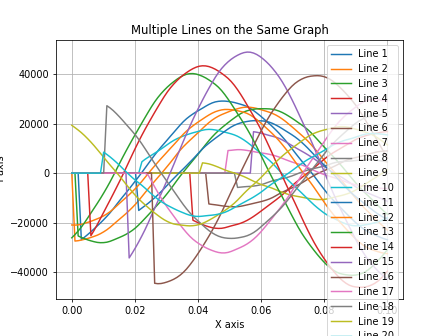 Multiple Lines on the Same Graph
40000
20000
0
−20000
−40000
0.00
0.02
0.04
0.06
X axis
Line 1
Line 2
Line 3
Line 4
Line 5
Line 6
Line 7
Line 8
Line 9
Line 10
Line 11
Line 12
Line 13
Line 14
Line 15
Line 16
Line 17
Line 18
Line 19
Line 20